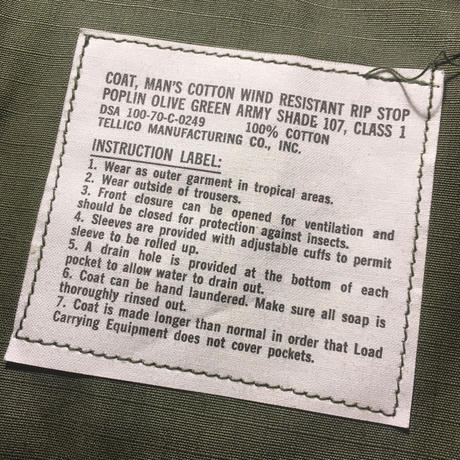 COAT, MAN'S COTTON WIND RESISTANT RIP STOP
POPLIN OLIVE GREEN ARMY SHADE 107, CLASS 1
DSA 100-70-C-0249 100% COTTON
TELLICO MANUFACTURING CO., INC.
INSTRUCTION LABEL:
1. Wear as outer garment in tropical areas.
2. Wear outside of trousers.
3. Front closure can be opened for ventilation and
should be closed for protection against insects.
4. Sleeves are provided with adjustable cuffs to permit
sleeve to be rolled up.
5. A drain hole is provided at the bottom of each
pocket to allow water to drain out.
6. Coat can be hand laundered. Make sure all soap is
thoroughly rinsed out.
7. Coat is made longer than normal in order that Load
Carrying Equipment does not cover pockets.